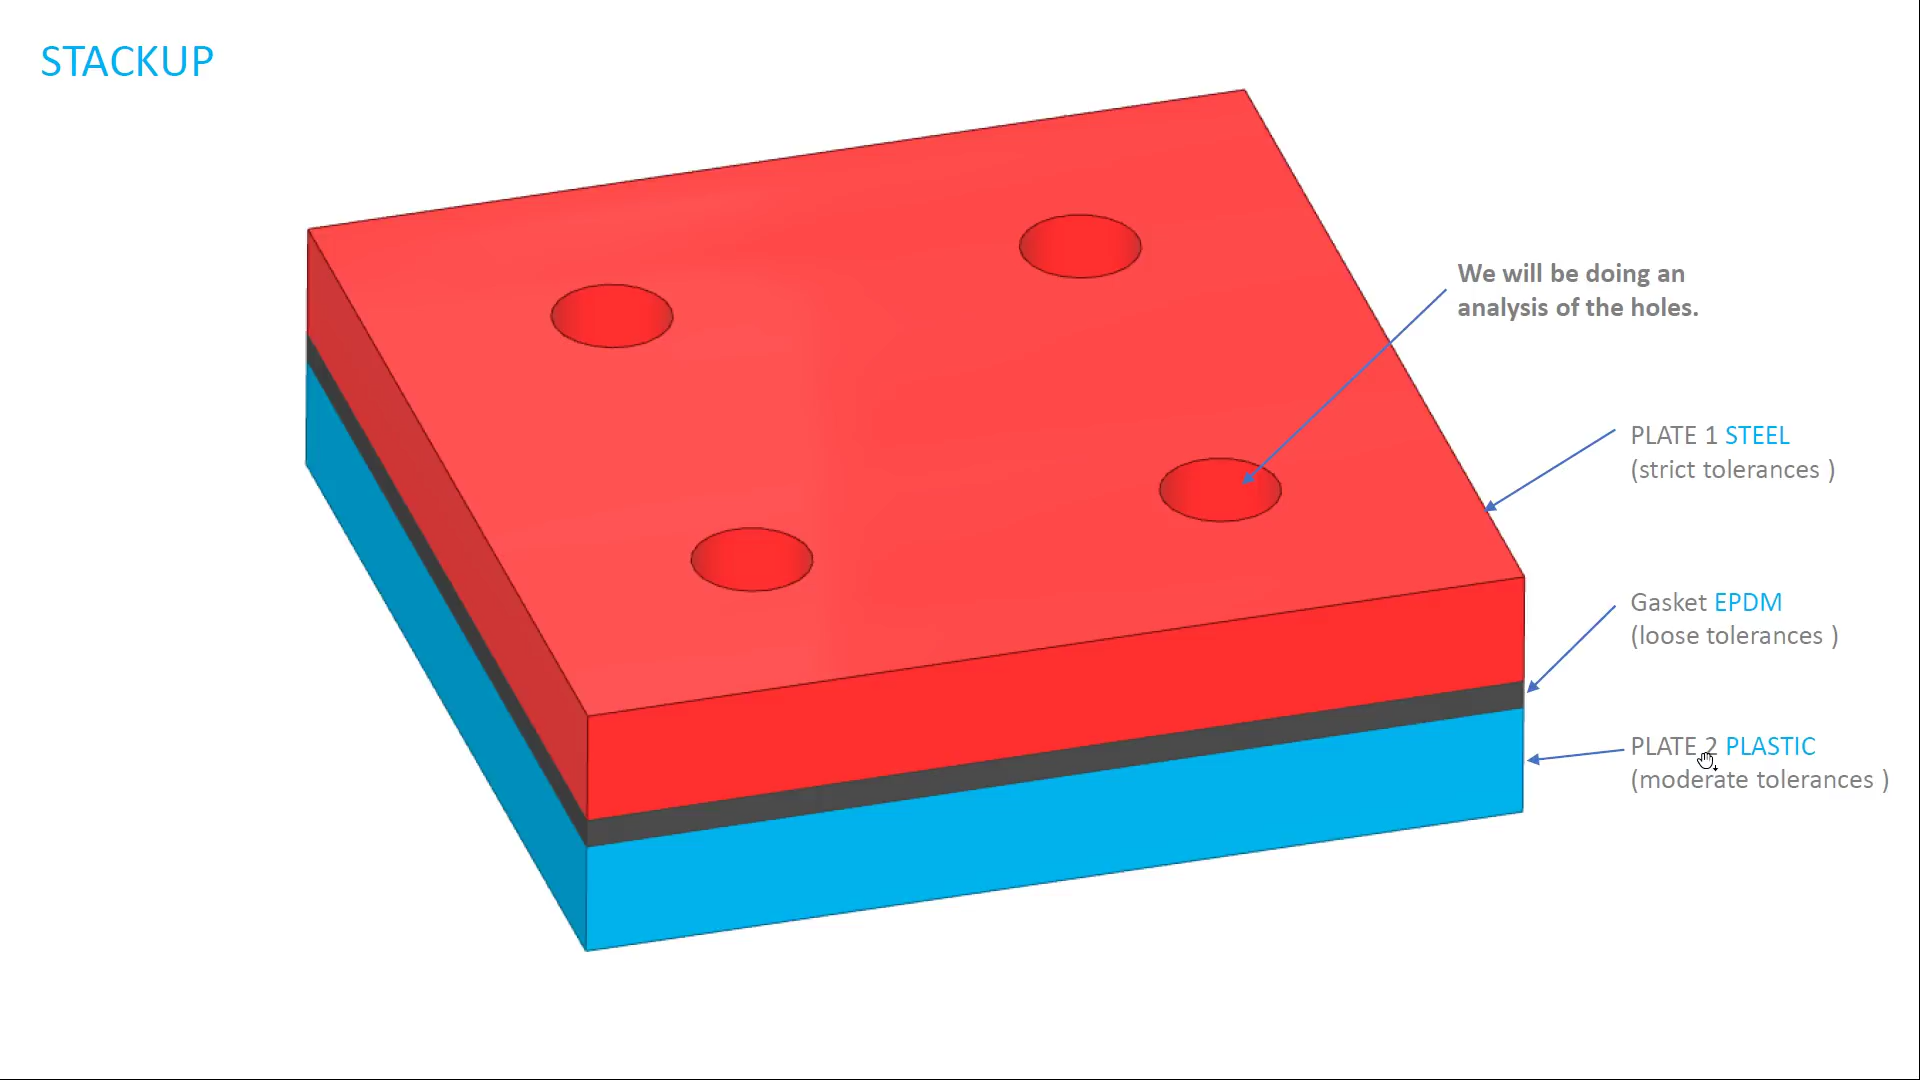 STACKUP
We will be doing an
analysis of the holes.
PLATE 1 STEEL
(strict tolerances )
Gasket EPDM
(loose tolerances )
PLATE 2 PLASTIC
(moderate tolerances )